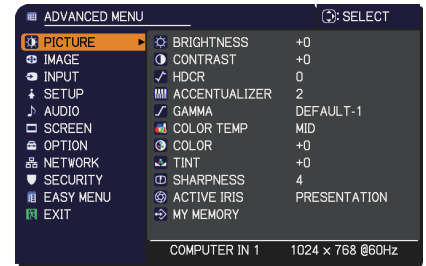 ADVANCED MENU : SELECT
PICTURE BRIGHTNESS +0
IMAGE CONTRAST +0
INPUT HDCR 0
SETUP ACCENTUALIZER 2
AUDIO GAMMA DEFAULT-1
SCREEN COLOR TEMP MID
OPTION COLOR +0
NETWORK TINT +0
SECURITY SHARPNESS 4
EASY MENU ACTIVE IRIS PRESENTATION
EXIT MY MEMORY
COMPUTER IN 1 1024 x 768 @60Hz